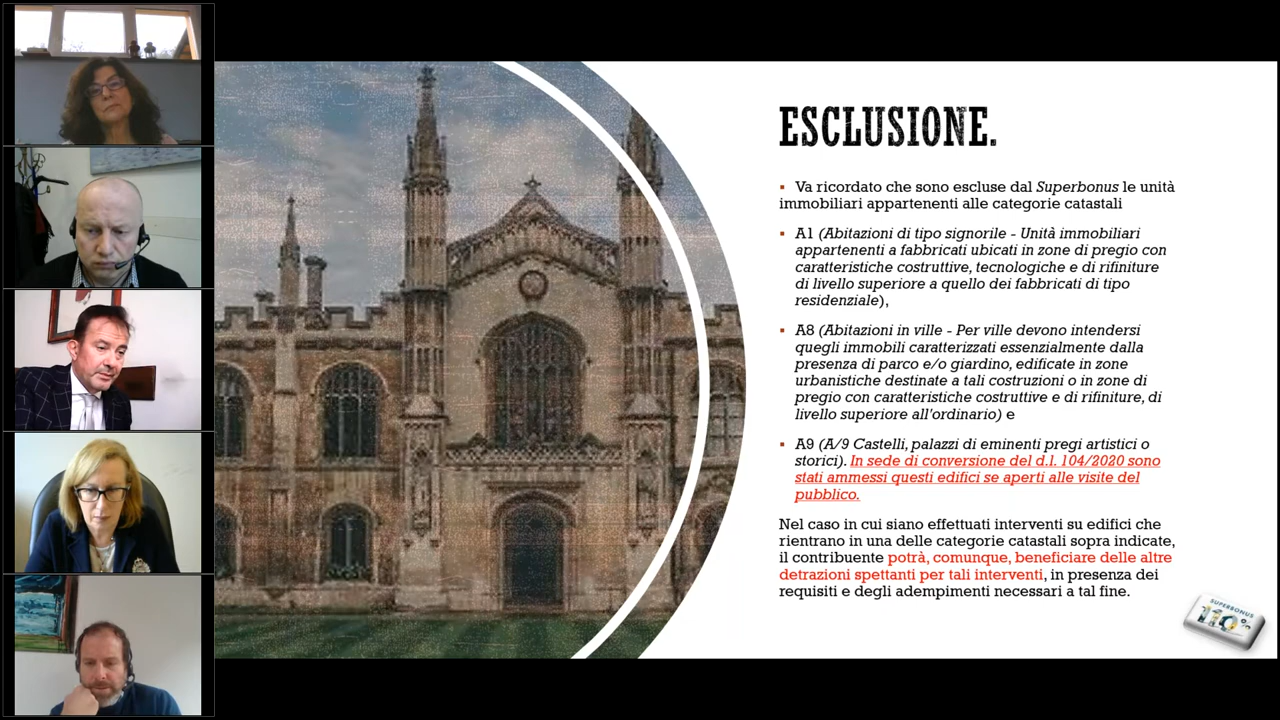 ESCLUSIONE.
▪ Va ricordato che sono escluse dal Superbonus le unità
immobiliari appartenenti alle categorie catastali
▪ A1 (Abitazioni di tipo signorile - Unità immobiliari
appartenenti a fabbricati ubicati in zone di pregio con
caratteristiche costruttive, tecnologiche e di rifiniture
di livello superiore a quello dei fabbricati di tipo
residenziale),
▪ A8 (Abitazioni in ville - Per ville devono intendersi
quegli immobili caratterizzati essenzialmente dalla
presenza di parco e/o giardino, edificate in zone
urbanistiche destinate a tali costruzioni o in zone di
pregio con caratteristiche costruttive e di rifiniture, di
livello superiore all'ordinario) e
▪ A9 (A/9 Castelli, palazzi di eminenti pregi artistici o
storici). In sede di conversione del d.l. 104/2020 sono
stati ammessi questi edifici se aperti alle visite del
pubblico.
Nel caso in cui siano effettuati interventi su edifici che
rientrano in una delle categorie catastali sopra indicate,
il contribuente potrà, comunque, beneficiare delle altre
detrazioni spettanti per tali interventi, in presenza dei
requisiti e degli adempimenti necessari a tal fine.
SUPERBONUS
110%